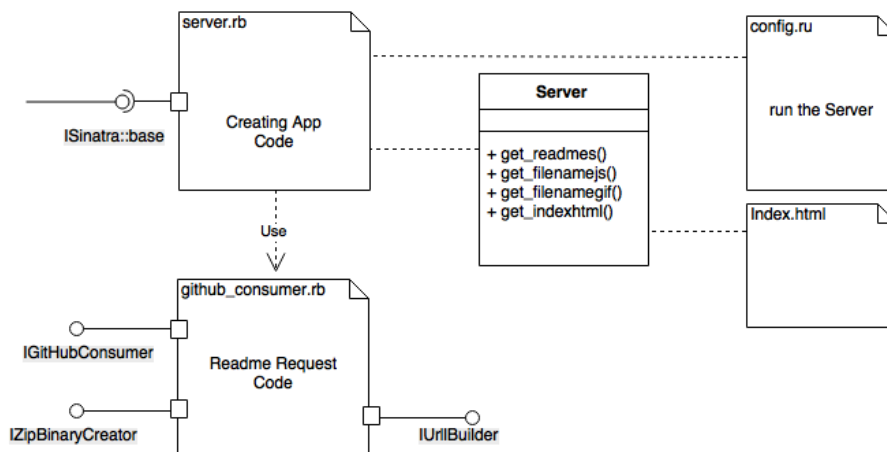 server.rb
config.ru
Creating App
Code
ISinatra::base
Server
+ get_readmes()
+ get_filenamejs()
+ get_filenamegif()
+ get_indexhtml()
run the Server
Index.html
Use
github_consumer.rb
IGitHubConsumer
Readme Request
Code
IZipBinaryCreator
IUrlIBuilder